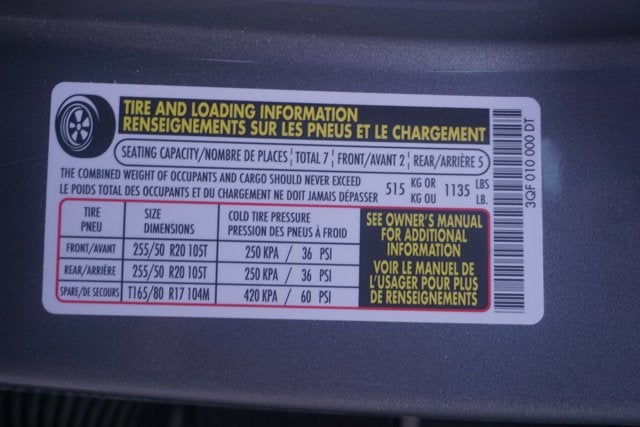 TIRE AND LOADING INFORMATION
RENSEIGNEMENTS SUR LES PNEUS ET LE CHARGEMENT
SEATING CAPACITY/NOMBRE DE PLACES TOTAL 7 FRONT/AVANT 2 REAR/ARRIÈRE 5
THE COMBINED WEIGHT OF OCCUPANTS AND CARGO SHOULD NEVER EXCEED
LE POIDS TOTAL DES OCCUPANTS ET DU CHARGEMENT NE DOIT JAMAIS DÉPASSER
515 KG OR 1135 LBS
KG OU LB.
TIRE SIZE COLD TIRE PRESSURE
PNEU DIMENSIONS PRESSION DES PNEUS À FROID
FRONT/AVANT 255/50 R20 105T 250 KPA / 36 PSI
REAR/ARRIÈRE 255/50 R20 105T 250 KPA / 36 PSI
SPARE/DE SECOURS T165/80 R17 104M 420 KPA / 60 PSI
SEE OWNER'S MANUAL
FOR ADDITIONAL
INFORMATION
VOIR LE MANUEL DE
L'USAGER POUR PLUS
DE RENSEIGNEMENTS
3QF 010 000 DT